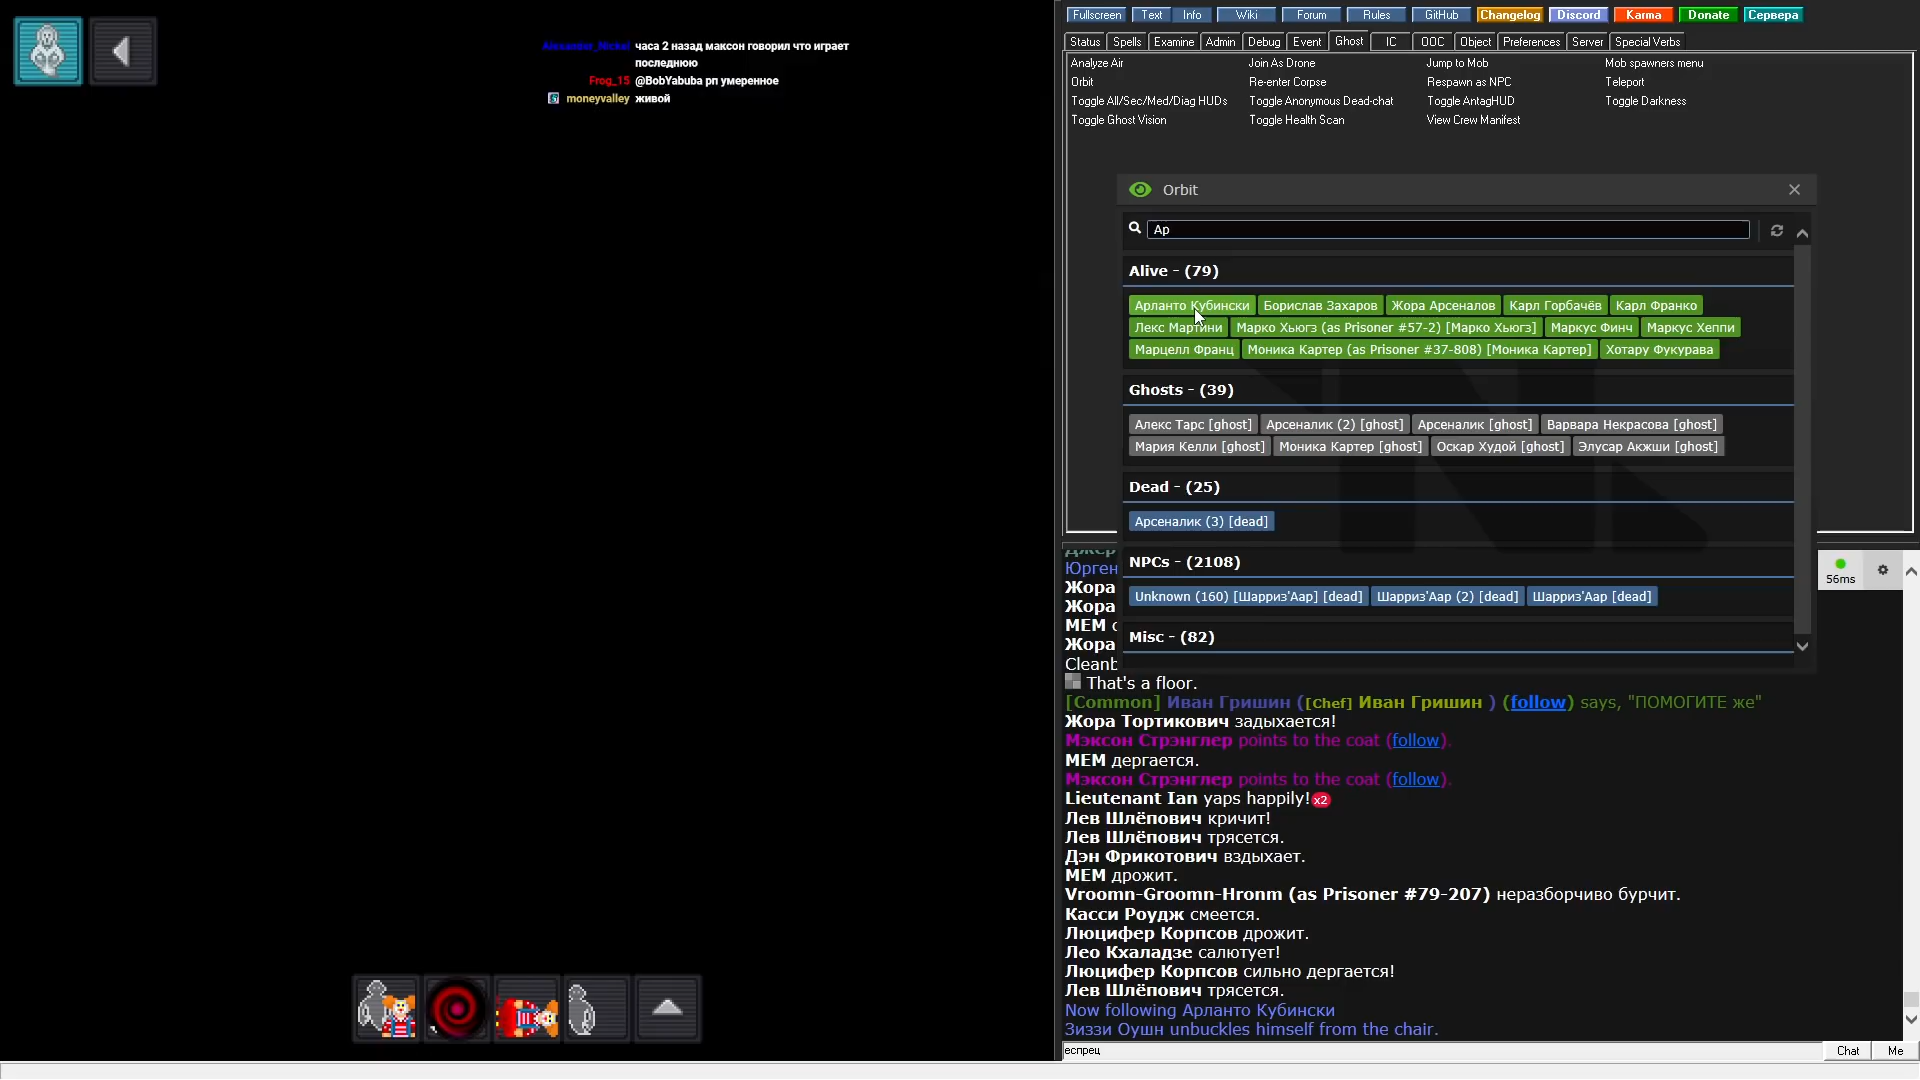 Alexander_Nickel часа 2 назад максон говорил что играет
последнюю
Frog_15 @BobYabuba рп умеренное
moneyvalley живой
Fullscreen Text Info Wiki Forum Rules GitHub Changelog Discord Karma Donate Сервера
Status Spells Examine Admin Debug Event Ghost IC OOC Object Preferences Server Special Verbs
Analyze Air Join As Drone Jump to Mob Mob spawners menu
Orbit Re-enter Corpse Respawn as NPC Teleport
Toggle All/Sec/Med/Diag HUDs Toggle Anonymous Dead-chat Toggle AntagHUD Toggle Darkness
Toggle Ghost Vision Toggle Health Scan View Crew Manifest
Orbit
Ар
Alive - (79)
Арланто Кубински Борислав Захаров Жора Арсеналов Карл Горбачёв Карл Франко
Лекс Мартини Марко Хьюгз (as Prisoner #57-2) [Марко Хьюгз] Маркус Финч Маркус Хеппи
Марцелл Франц Моника Картер (as Prisoner #37-808) [Моника Картер] Хотару Фукурава
Ghosts - (39)
Алекс Тарс [ghost] Арсеналик (2) [ghost] Арсеналик [ghost] Варвара Некрасова [ghost]
Мария Келли [ghost] Моника Картер [ghost] Оскар Худой [ghost] Элусар Акжши [ghost]
Dead - (25)
Арсеналик (3) [dead]
NPCs - (2108)
Unknown (160) [Шарриз'Аар] [dead] Шарриз'Аар (2) [dead] Шарриз'Аар [dead]
Misc - (82)
56ms
Джер
Юрген
Жора
Жора
МЕМ
Жора
Cleanb
That's a floor.
[Common] Иван Гришин ([Chef] Иван Гришин ) (follow) says, "ПОМОГИТЕ же"
Жора Тортикович задыхается!
Мэксон Стрэнглер points to the coat (follow).
МЕМ дергается.
Мэксон Стрэнглер points to the coat (follow).
Lieutenant Ian yaps happily! x2
Лев Шлёпович кричит!
Лев Шлёпович трясется.
Дэн Фрикотович вздыхает.
МЕМ дрожит.
Vroomn-Groomn-Hronm (as Prisoner #79-207) неразборчиво бурчит.
Касси Роудж смеется.
Люцифер Корпсов дрожит.
Лео Кхаладзе салютует!
Люцифер Корпсов сильно дергается!
Лев Шлёпович трясется.
Now following Арланто Кубински
Зиззи Оушн unbuckles himself from the chair.
еспрец Chat Me